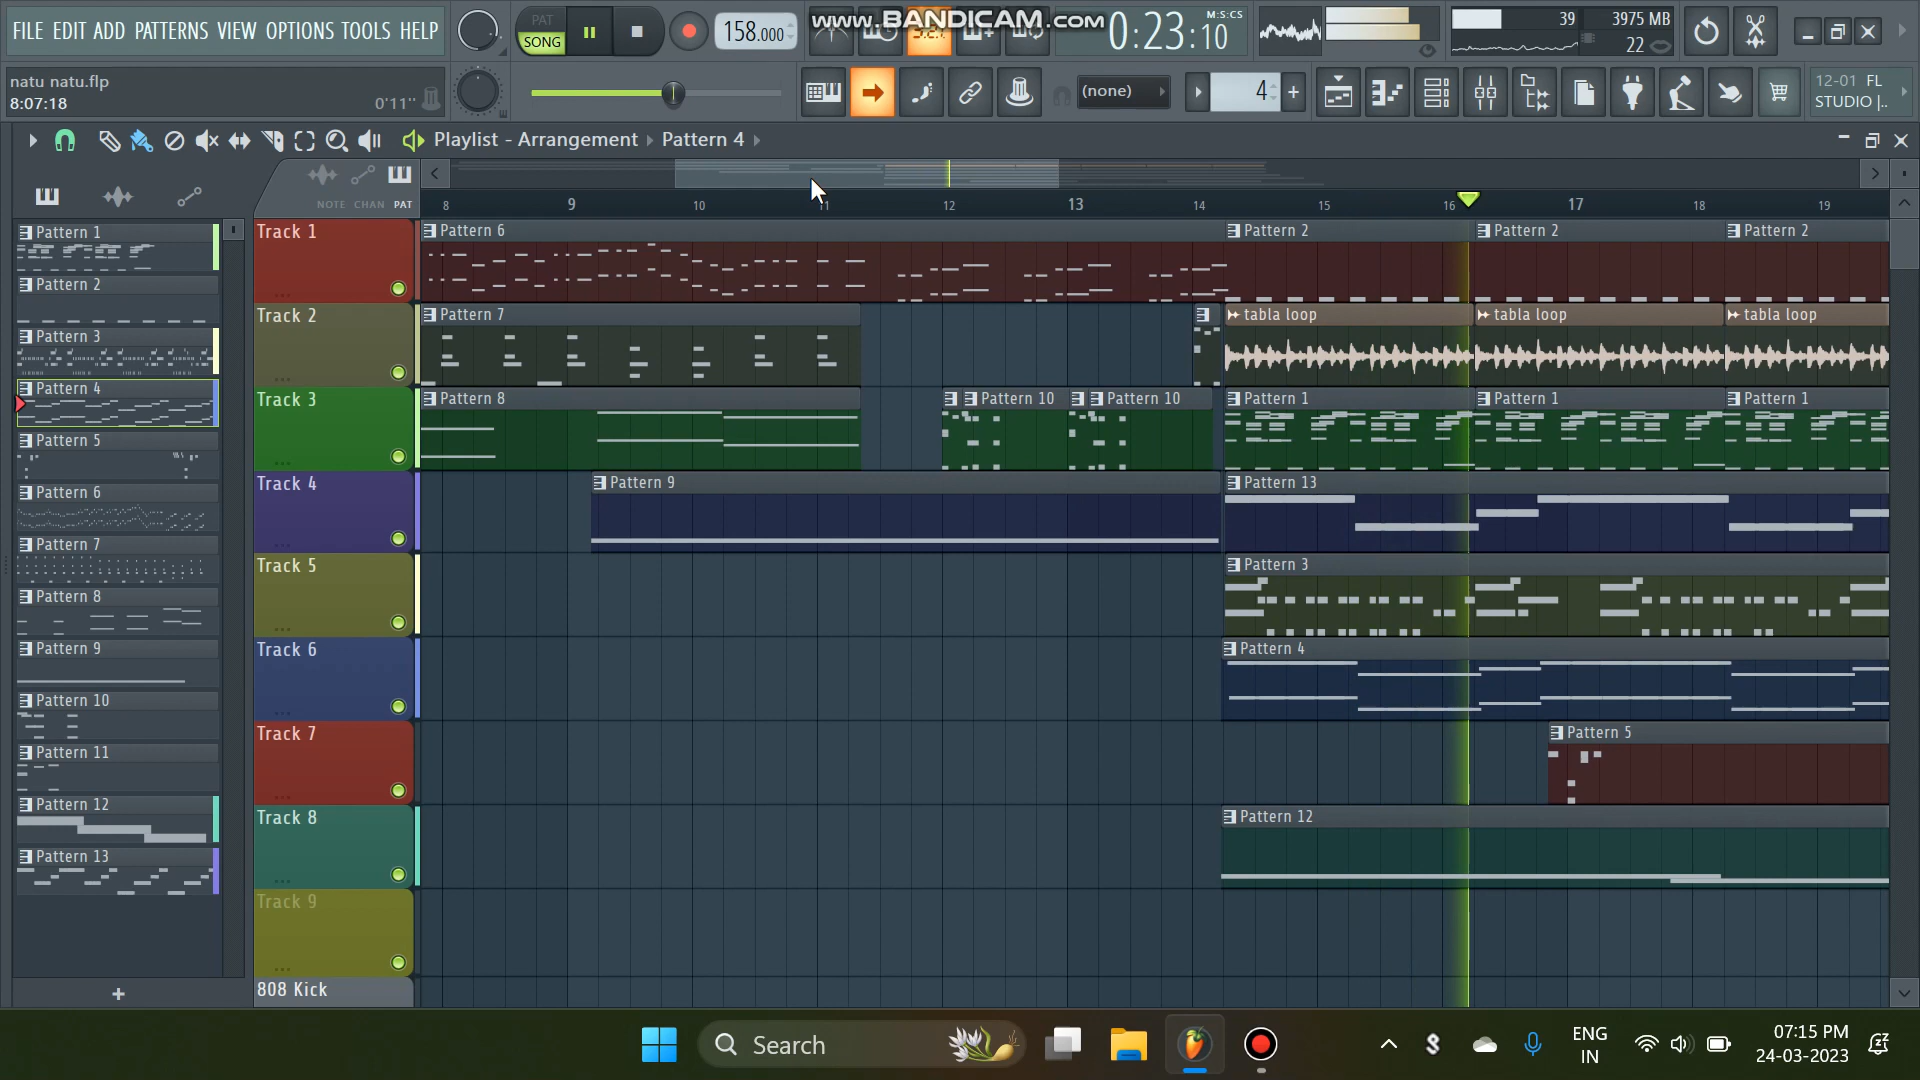 FILE EDIT ADD PATTERNS VIEW OPTIONS TOOLS HELP
PAT
SONG
158.000
www.BANDICAM.com
0:23:10
M:S:CS
39
3975 MB
22
natu natu.flp
8:07:18
0'11"
(none)
4
12-01 FL
STUDIO |..
Playlist - Arrangement
Pattern 4
NOTE CHAN PAT
8 9 10 11 12 13 14 15 16 17 18 19
Pattern 1
Pattern 2
Pattern 3
Pattern 4
Pattern 5
Pattern 6
Pattern 7
Pattern 8
Pattern 9
Pattern 10
Pattern 11
Pattern 12
Pattern 13
Track 1
Pattern 6
Pattern 2
Pattern 2
Pattern 2
Track 2
Pattern 7
tabla loop
tabla loop
tabla loop
Track 3
Pattern 8
Pattern 10
Pattern 10
Pattern 1
Pattern 1
Pattern 1
Track 4
Pattern 9
Pattern 13
Track 5
Pattern 3
Track 6
Pattern 4
Track 7
Pattern 5
Track 8
Pattern 12
Track 9
808 Kick
Search
ENG
IN
07:15 PM
24-03-2023